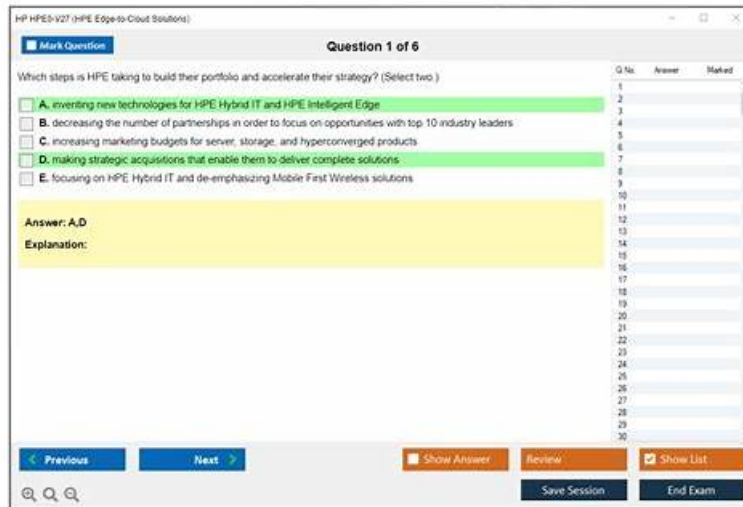 HP HPE0-V27 (HPE Edge-to-Cloud Solutions)
Mark Question
Question 1 of 6
Which steps is HPE taking to build their portfolio and accelerate their strategy? (Select two.)
A. inventing new technologies for HPE Hybrid IT and HPE Intelligent Edge
B. decreasing the number of partnerships in order to focus on opportunities with top 10 industry leaders
C. increasing marketing budgets for server, storage, and hyperconverged products
D. making strategic acquisitions that enable them to deliver complete solutions
E. focusing on HPE Hybrid IT and de-emphasizing Mobile First Wireless solutions
Answer: A,D
Explanation:
Q No. Answer Marked
1
2
3
4
5
6
7
8
9
10
11
12
13
14
15
16
17
18
19
20
21
22
23
24
25
26
27
28
29
30
Previous
Next
Show Answer
Review
Show List
Save Session
End Exam